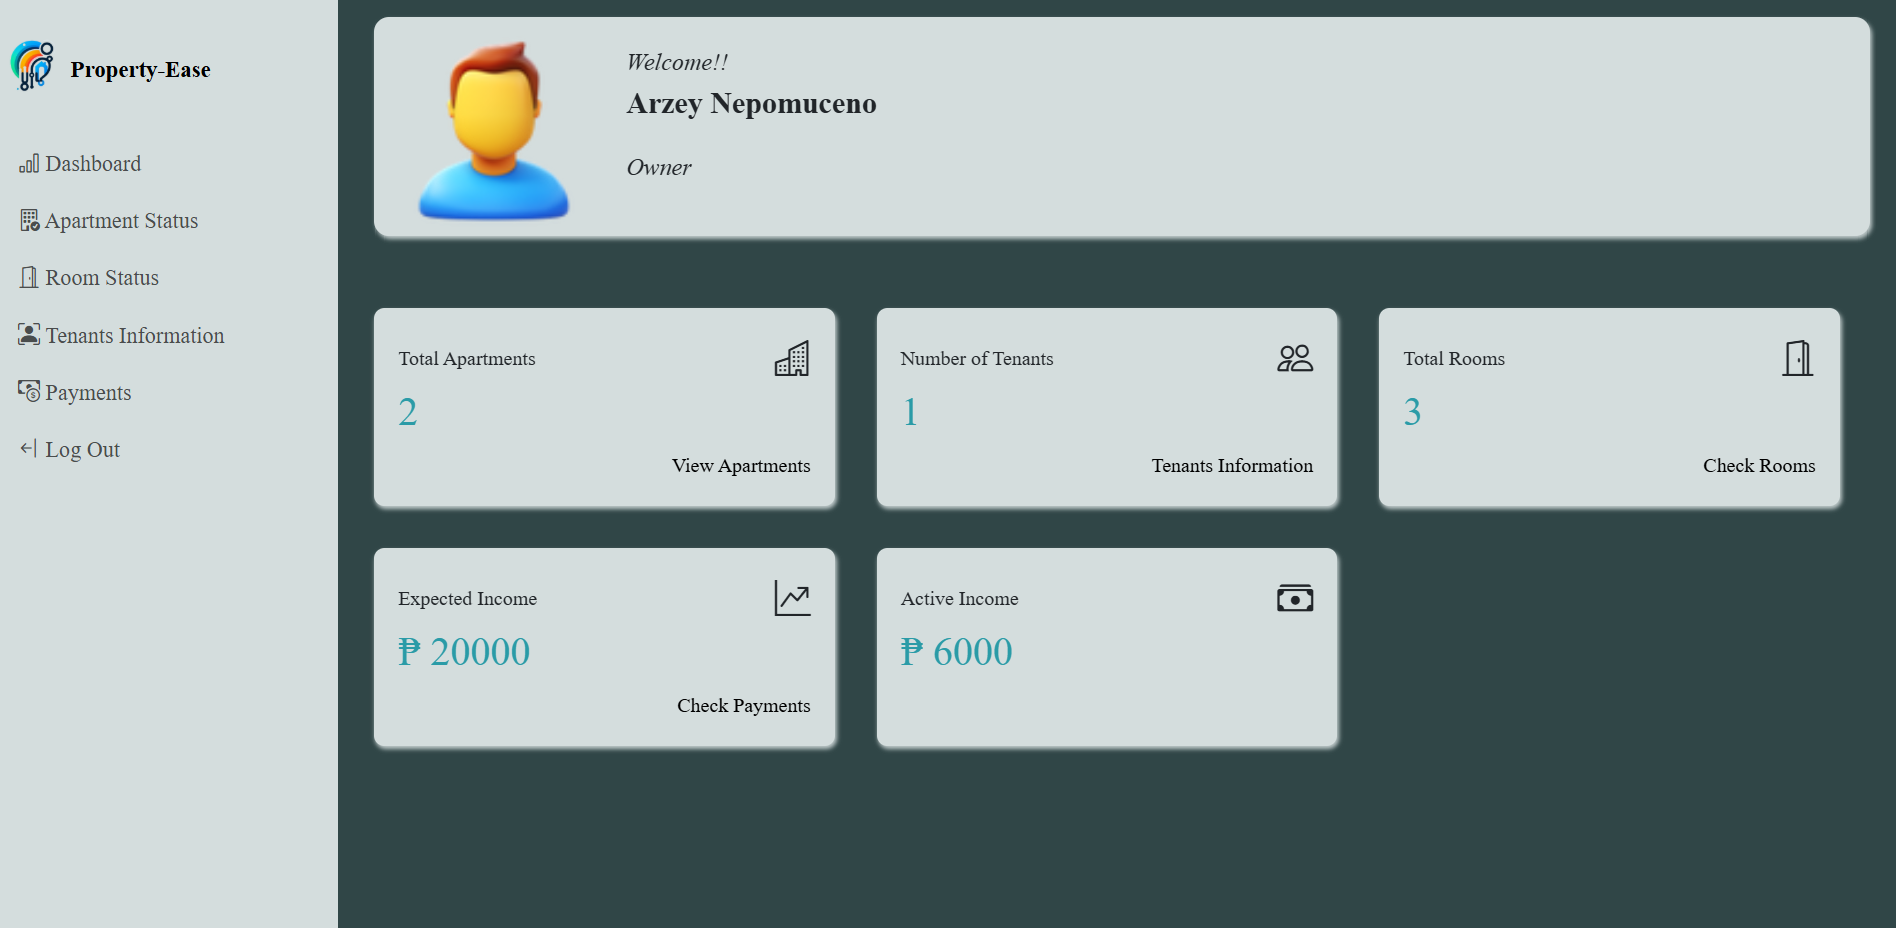 Property-Ease
Dashboard
Apartment Status
Room Status
Tenants Information
Payments
Log Out
Welcome!!
Arzey Nepomuceno
Owner
Total Apartments
2
View Apartments
Number of Tenants
1
Tenants Information
Total Rooms
3
Check Rooms
Expected Income
₱ 20000
Check Payments
Active Income
₱ 6000